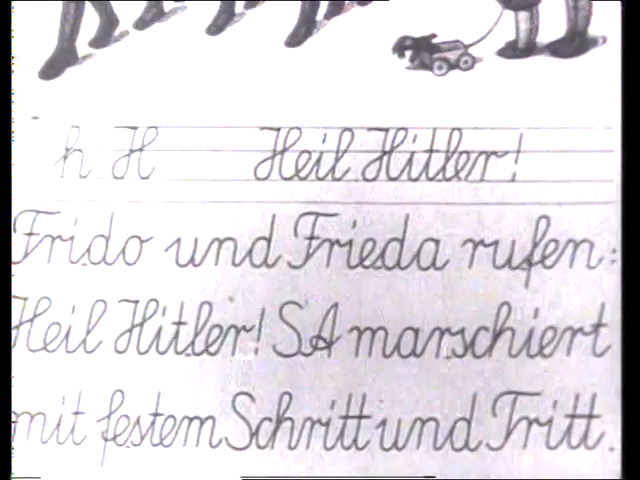 h H Heil Hitler!
Frido und Frieda rufen:
Heil Hitler! SA marschiert
mit festem Schritt und Tritt.